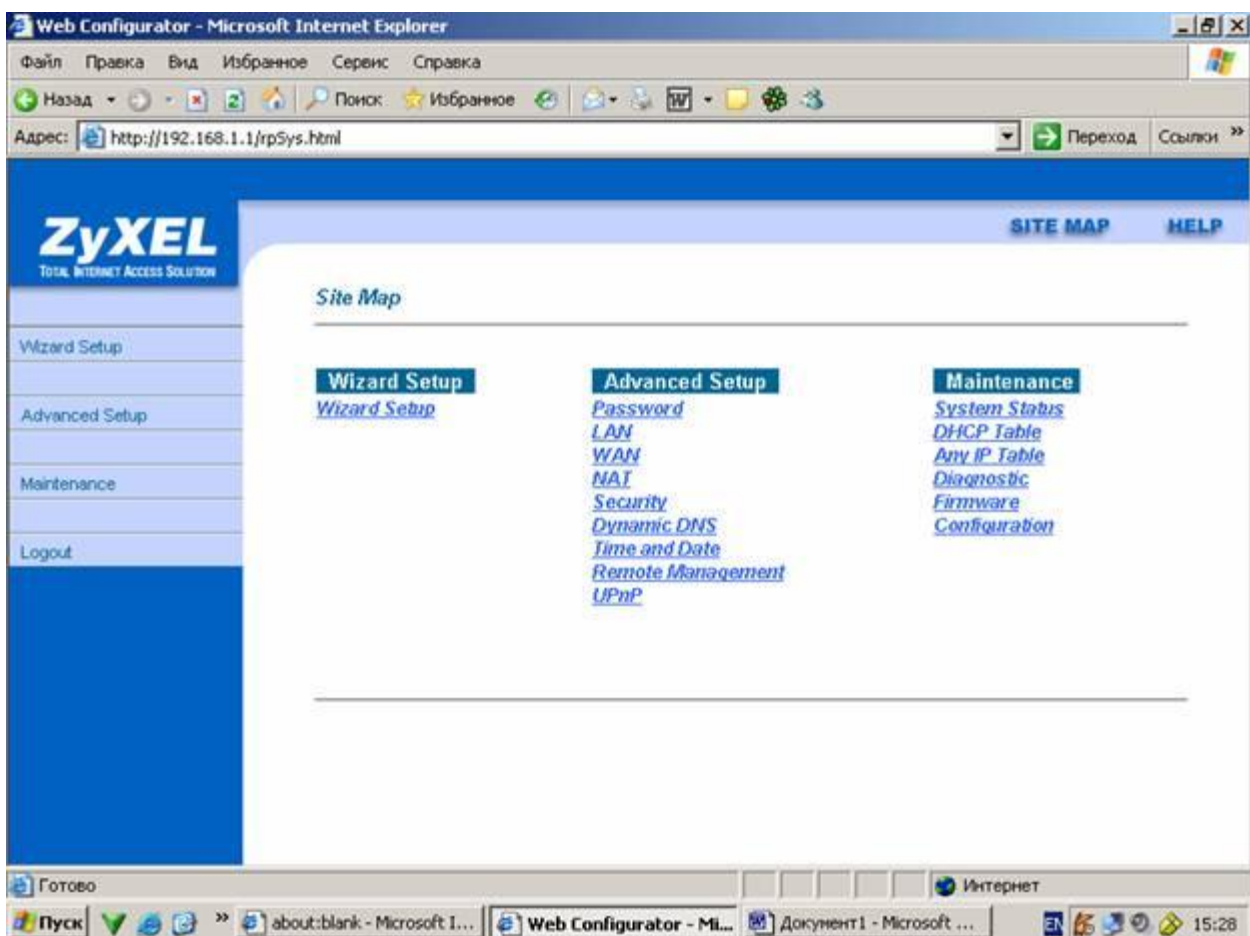 Web Configurator - Microsoft Internet Explorer
Файл Правка Вид Избранное Сервис Справка
Назад Поиск Избранное
Адрес: http://192.168.1.1/rpSys.html Переход Ссылки »
ZyXEL
TOTAL INTERNET ACCESS SOLUTION
SITE MAP HELP
Site Map
Wizard Setup
Advanced Setup
Maintenance
Logout
Wizard Setup
Wizard Setup
Advanced Setup
Password
LAN
WAN
NAT
Security
Dynamic DNS
Time and Date
Remote Management
UPnP
Maintenance
System Status
DHCP Table
Any IP Table
Diagnostic
Firmware
Configuration
Готово Интернет
Пуск » about:blank - Microsoft I... Web Configurator - Mi... Документ1 - Microsoft ... EN 15:28